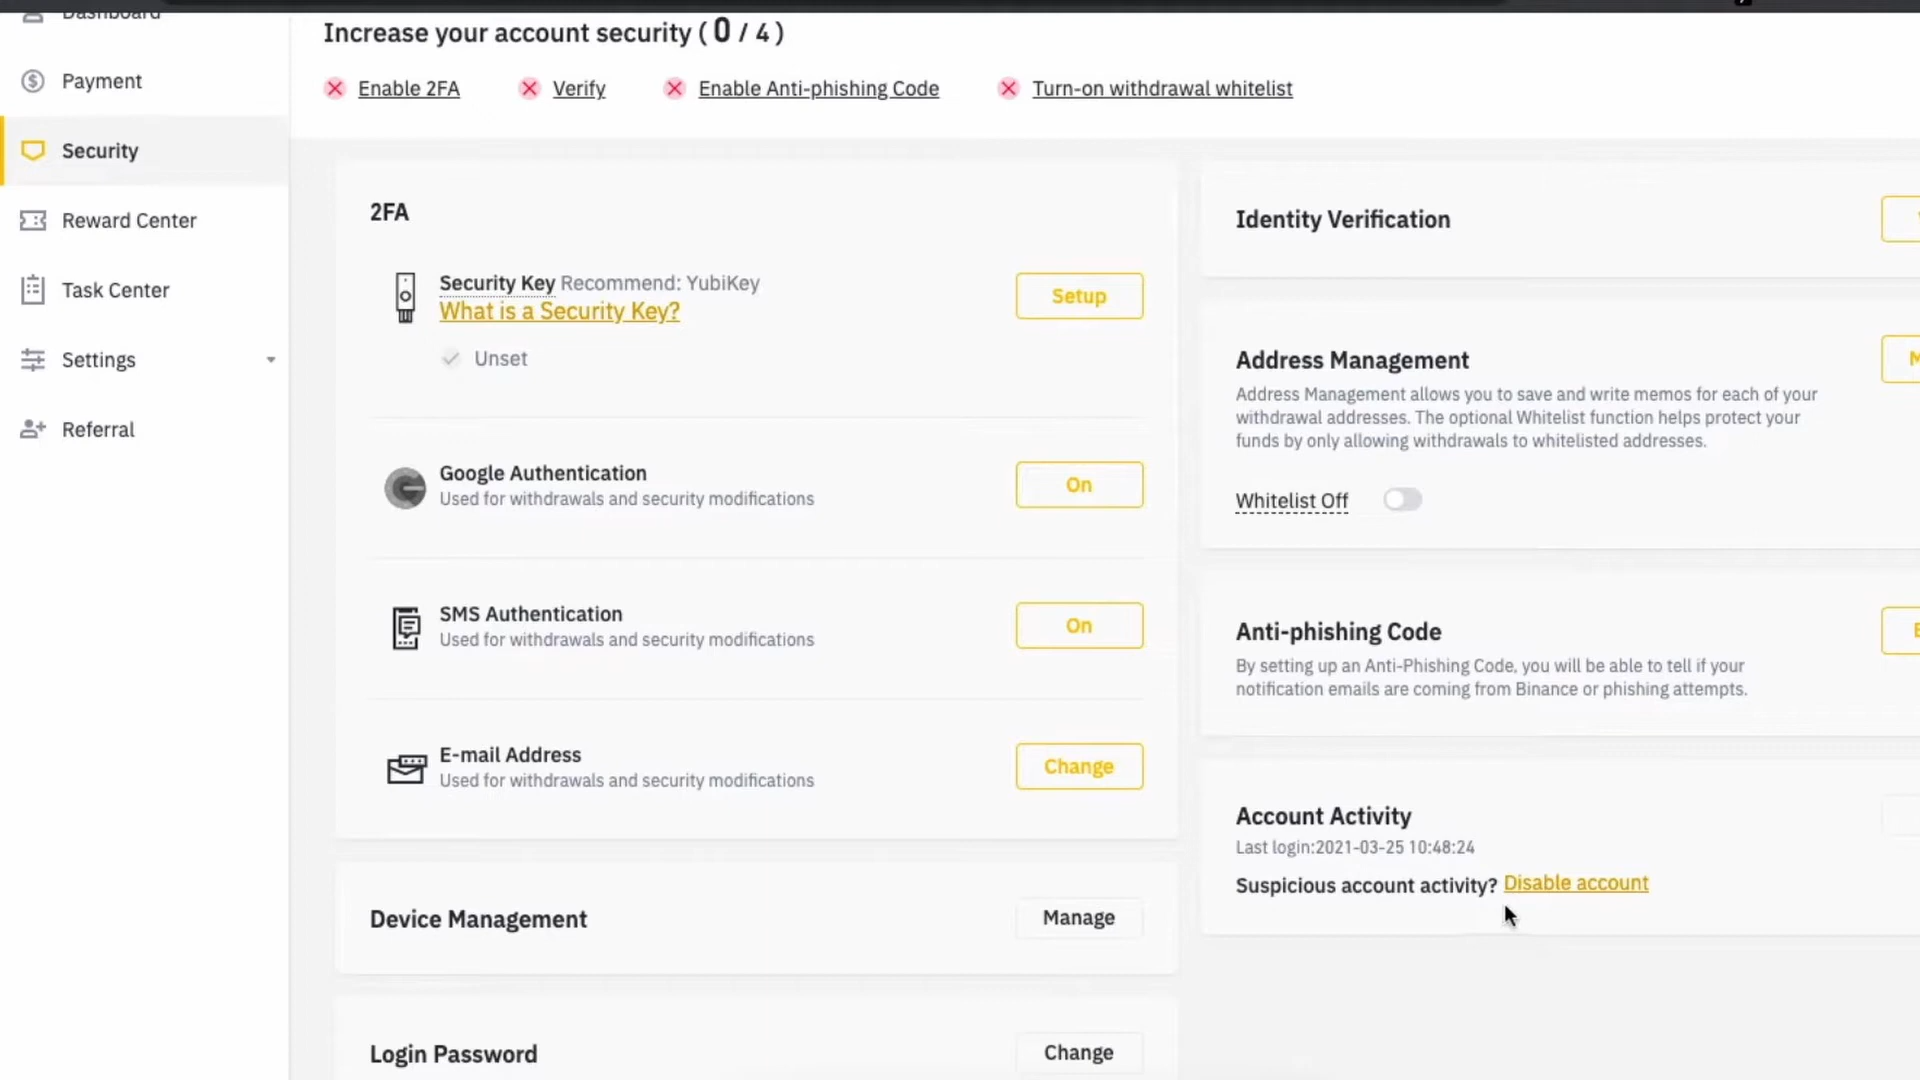 Dashboard
Increase your account security ( 0 / 4 )
Payment
Enable 2FA
Verify
Enable Anti-phishing Code
Turn-on withdrawal whitelist
Security
Reward Center
Task Center
Settings
Referral
2FA
Security Key Recommend: YubiKey
What is a Security Key?
Setup
Unset
Google Authentication
Used for withdrawals and security modifications
On
SMS Authentication
Used for withdrawals and security modifications
On
E-mail Address
Used for withdrawals and security modifications
Change
Device Management
Manage
Login Password
Change
Identity Verification
Address Management
Address Management allows you to save and write memos for each of your
withdrawal addresses. The optional Whitelist function helps protect your
funds by only allowing withdrawals to whitelisted addresses.
Whitelist Off
Anti-phishing Code
By setting up an Anti-Phishing Code, you will be able to tell if your
notification emails are coming from Binance or phishing attempts.
Account Activity
Last login:2021-03-25 10:48:24
Suspicious account activity? Disable account